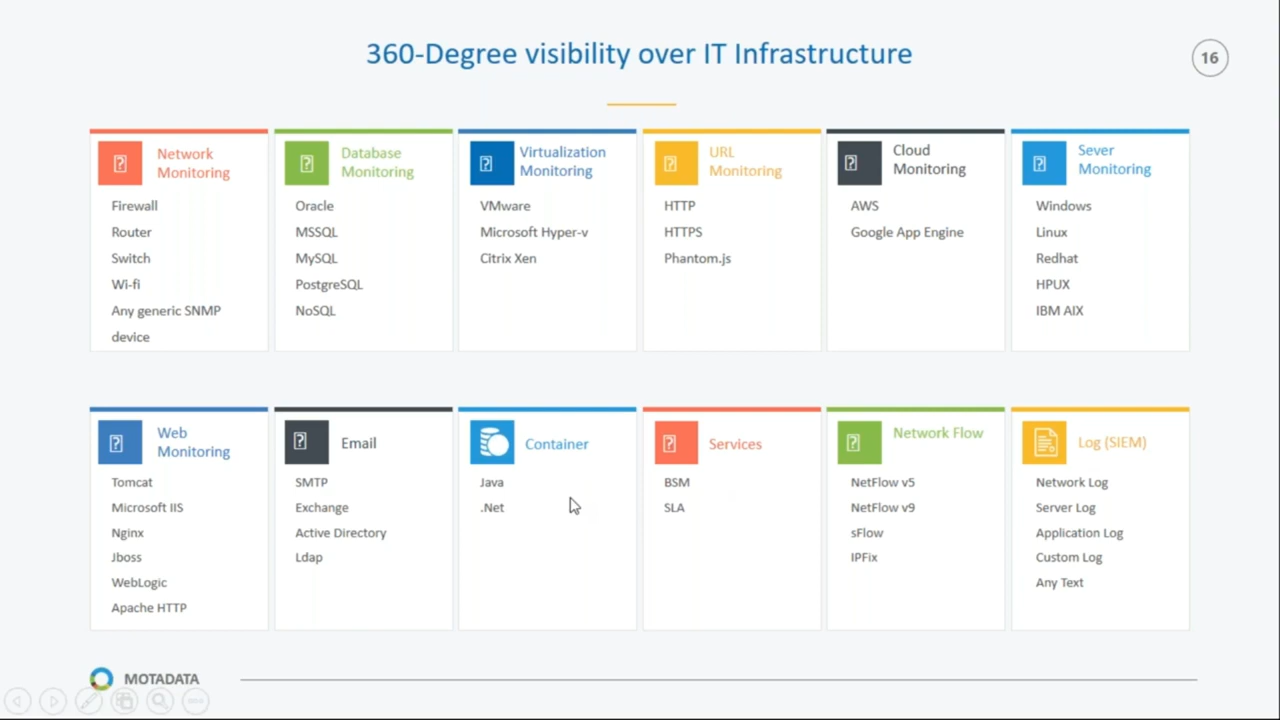 360-Degree visibility over IT Infrastructure
16
Network
Monitoring
Firewall
Router
Switch
Wi-fi
Any generic SNMP
device
Database
Monitoring
Oracle
MSSQL
MySQL
PostgreSQL
NoSQL
Virtualization
Monitoring
VMware
Microsoft Hyper-v
Citrix Xen
URL
Monitoring
HTTP
HTTPS
Phantom.js
Cloud
Monitoring
AWS
Google App Engine
Sever
Monitoring
Windows
Linux
Redhat
HPUX
IBM AIX
Web
Monitoring
Tomcat
Microsoft IIS
Nginx
Jboss
WebLogic
Apache HTTP
Email
SMTP
Exchange
Active Directory
Ldap
Container
Java
.Net
Services
BSM
SLA
Network Flow
NetFlow v5
NetFlow v9
sFlow
IPFix
Log (SIEM)
Network Log
Server Log
Application Log
Custom Log
Any Text
MOTADATA